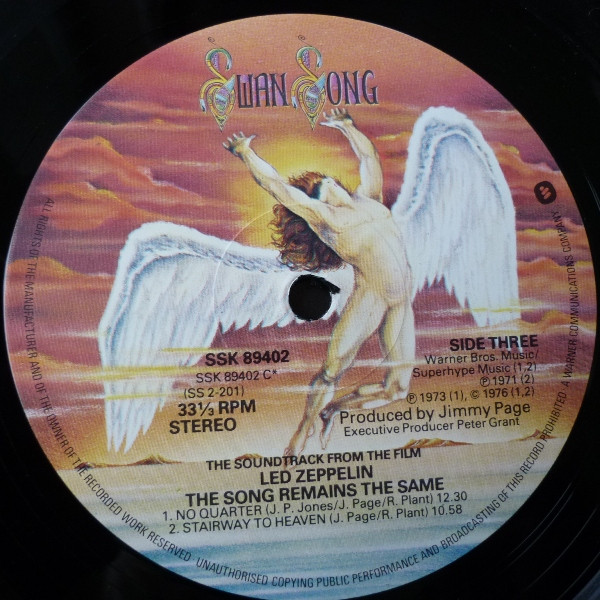 SWAN SONG
SSK 89402
SSK 89402 C*
(SS 2-201)
33⅓ RPM
STEREO
SIDE THREE
Warner Bros. Music/
Superhype Music (1,2)
℗ 1971 (2)
℗ 1973 (1), © 1976 (1,2)
Produced by Jimmy Page
Executive Producer Peter Grant
THE SOUNDTRACK FROM THE FILM
LED ZEPPELIN
THE SONG REMAINS THE SAME
1. NO QUARTER (J. P. Jones/J. Page/R. Plant) 12.30
2. STAIRWAY TO HEAVEN (J. Page/R. Plant) 10.58
ALL RIGHTS OF THE MANUFACTURER AND OF THE OWNER OF THE RECORDED WORK RESERVED · UNAUTHORISED COPYING PUBLIC PERFORMANCE AND BROADCASTING OF THIS RECORD PROHIBITED · A WARNER COMMUNICATIONS COMPANY